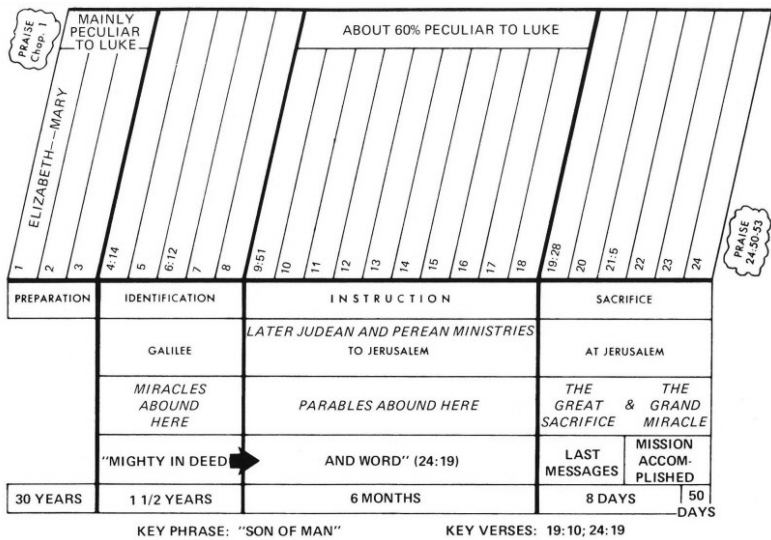 PRAISE
Chap. 1
MAINLY
PECULIAR
TO LUKE
ABOUT 60% PECULIAR TO LUKE
ELIZABETH---MARY
1
2
3
4:14
5
6:12
7
8
9:51
10
11
12
13
14
15
16
17
18
19:28
20
21:5
22
23
24
PRAISE
24:50-53
PREPARATION
IDENTIFICATION
INSTRUCTION
SACRIFICE
GALILEE
LATER JUDEAN AND PEREAN MINISTRIES
TO JERUSALEM
AT JERUSALEM
MIRACLES
ABOUND
HERE
PARABLES ABOUND HERE
THE
GREAT
SACRIFICE
&
THE
GRAND
MIRACLE
"MIGHTY IN DEED
AND WORD" (24:19)
LAST
MESSAGES
MISSION
ACCOM-
PLISHED
30 YEARS
1 1/2 YEARS
6 MONTHS
8 DAYS
50
DAYS
KEY PHRASE: "SON OF MAN"
KEY VERSES: 19:10; 24:19